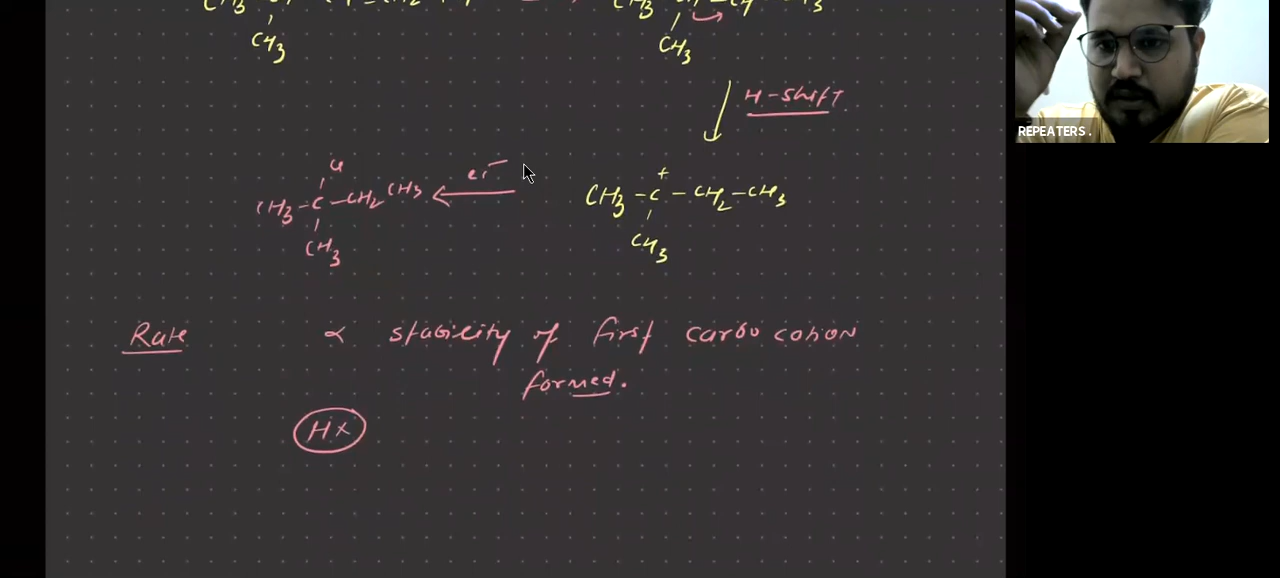 CH3
CH3
H-shift
REPEATERS.
Cl
CH3-C-CH2CH3
CH3
Cl-
+
CH3-C-CH2-CH3
CH3
Rate ∝ stability of first carbocation
formed.
HX